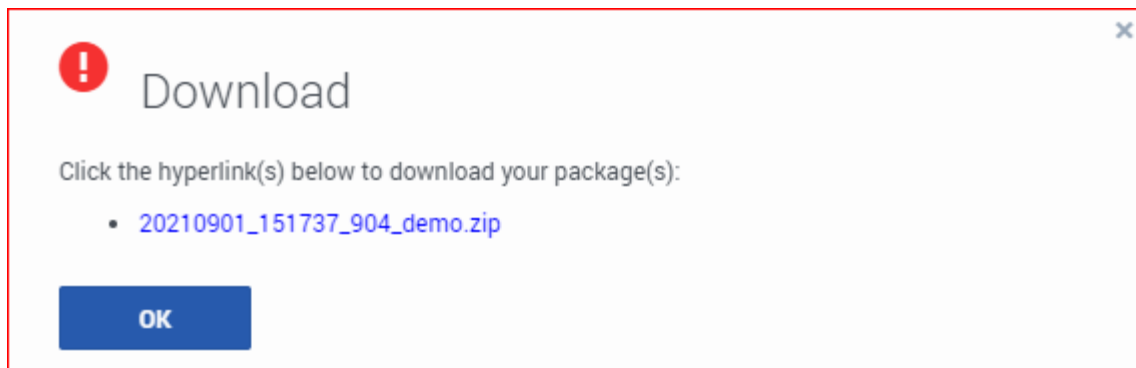 Download
Click the hyperlink(s) below to download your package(s):
• 20210901_151737_904_demo.zip
OK